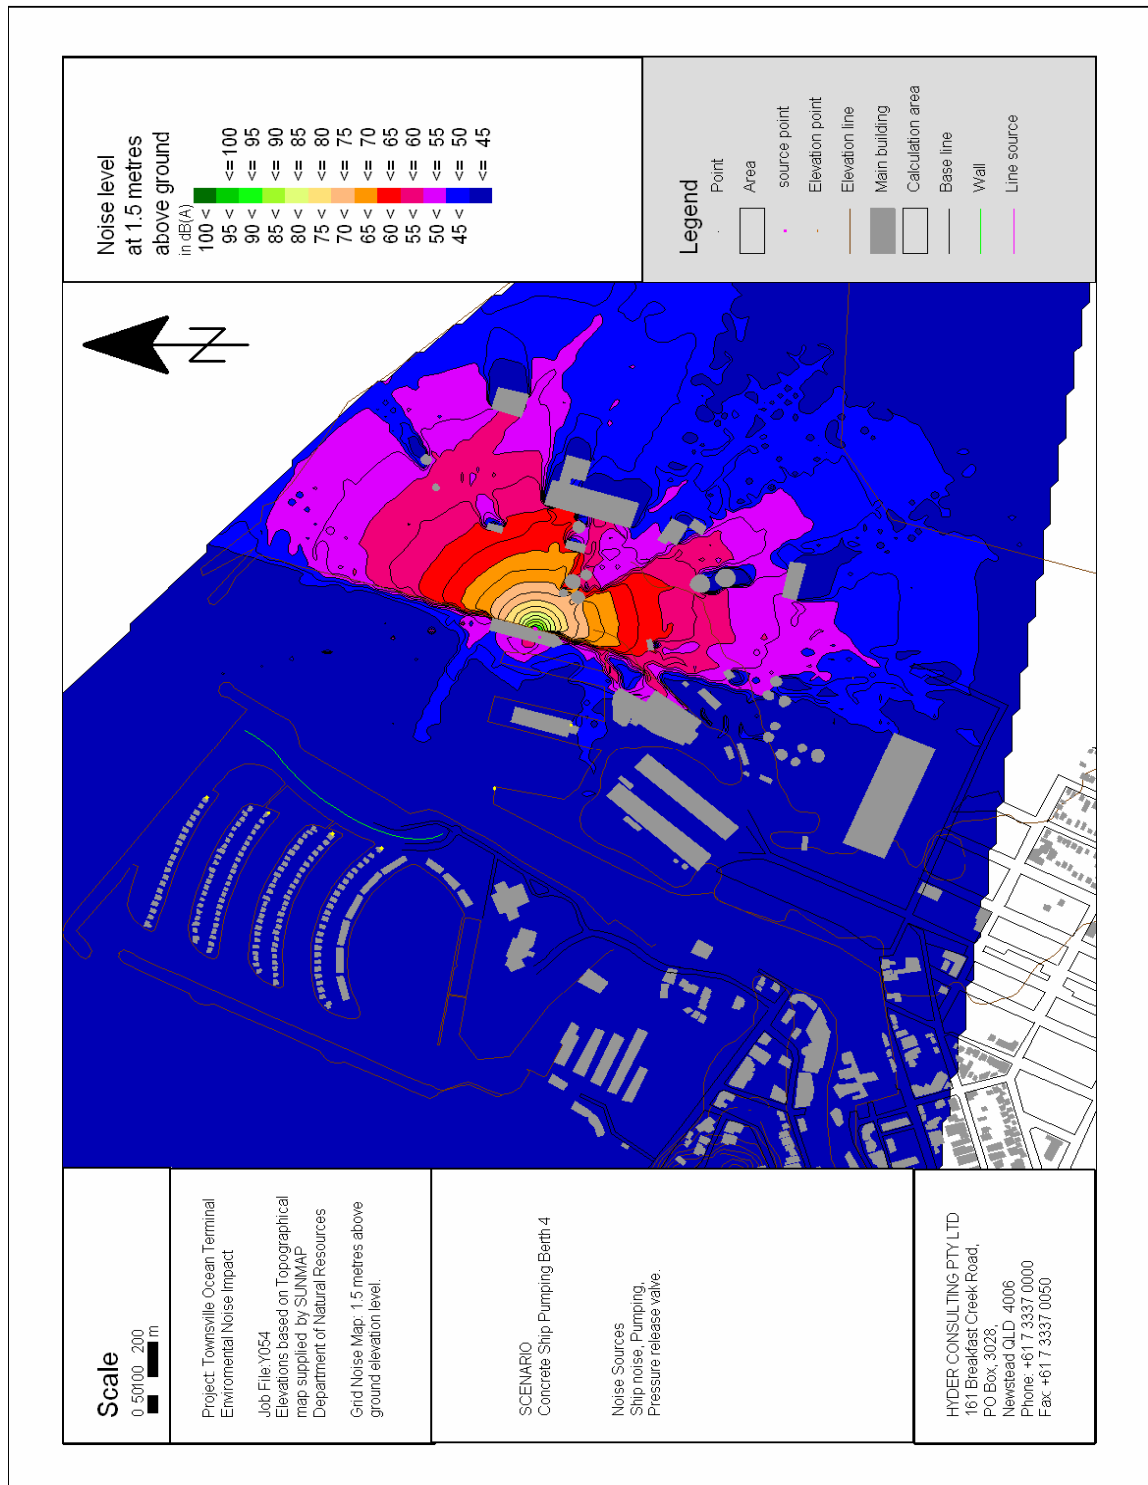 Scale
0 50100 200
m
Project: Townsville Ocean Terminal
Enviromental Noise Impact
Job File:Y054
Elevations based on Topographical
map supplied by SUNMAP
Department of Natural Resources
Grid Noise Map: 1.5 metres above
ground elevation level.
SCENARIO
Concrete Ship Pumping Berth 4
Noise Sources
Ship noise, Pumping,
Pressure release valve.
HYDER CONSULTING PTY LTD
161 Breakfast Creek Road,
PO Box, 3028,
Newstead QLD 4006
Phone: +61 7 3337 0000
Fax: +61 7 3337 0050
N
Noise level
at 1.5 metres
above ground
in dB(A)
100 <
95 < <=100
90 < <= 95
85 < <= 90
80 < <= 85
75 < <= 80
70 < <= 75
65 < <= 70
60 < <= 65
55 < <= 60
50 < <= 55
45 < <= 50
<= 45
Legend
Point
Area
source point
Elevation point
Elevation line
Main building
Calculation area
Base line
Wall
Line source